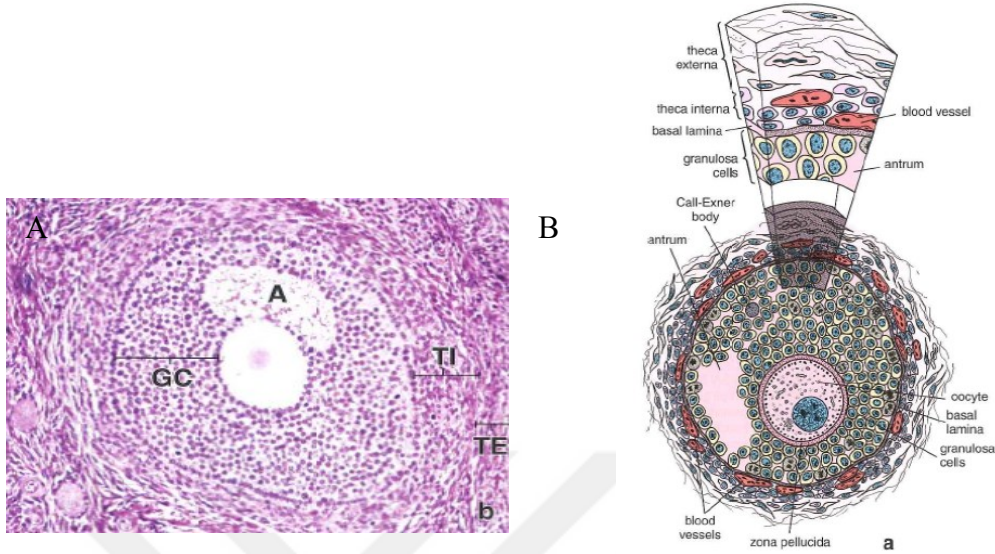 A
A
GC
TI
TE
b
B
theca
externa
theca interna
basal lamina
granulosa
cells
blood vessel
antrum
Call-Exner
body
antrum
oocyte
basal
lamina
granulosa
cells
blood
vessels
zona pellucida
a